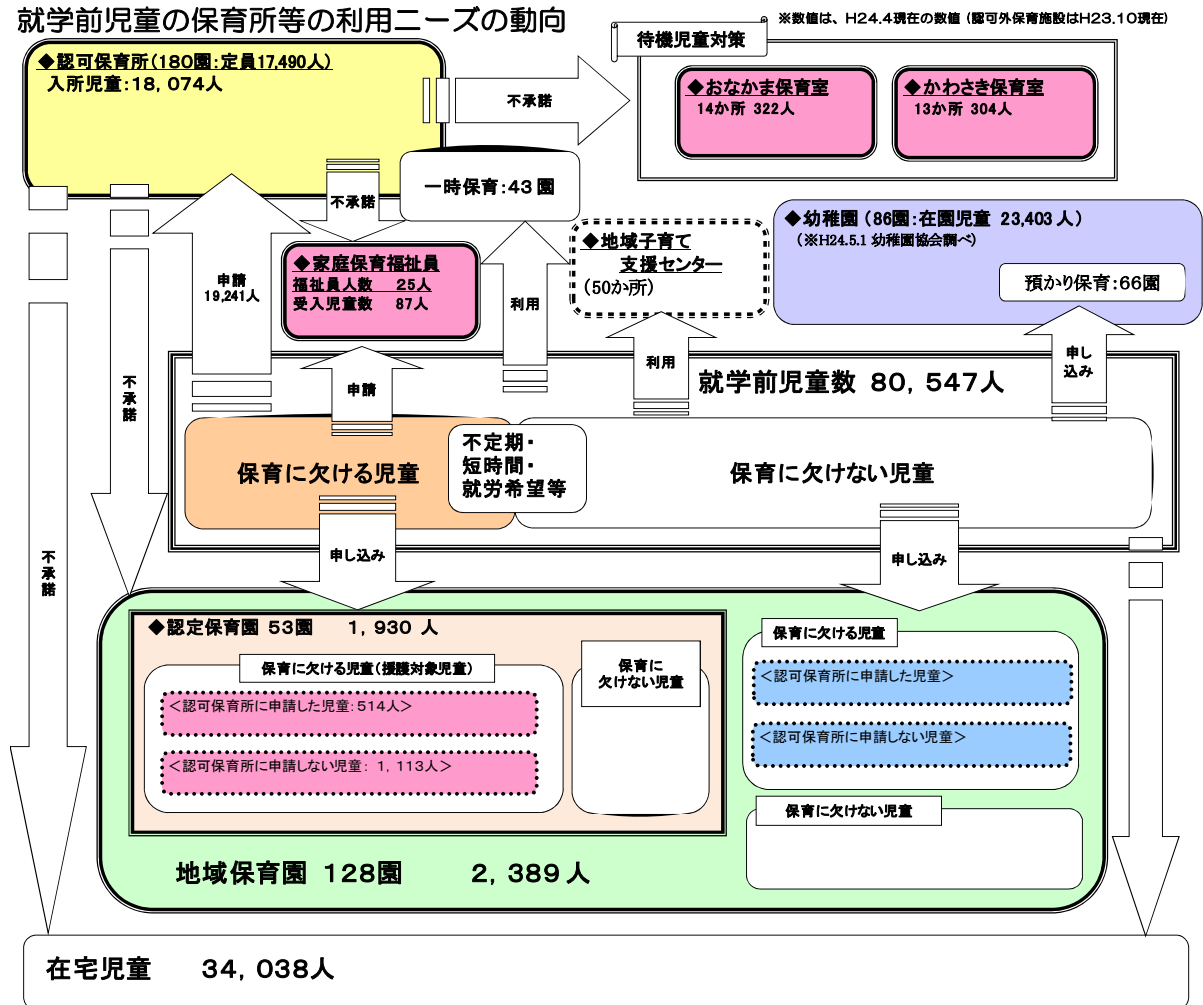 就学前児童の保育所等の利用ニーズの動向
※数値は、H24.4現在の数値（認可外保育施設はH23.10現在）
◆認可保育所（180園：定員17,490人）
入所児童：18，074人
不承諾
待機児童対策
◆おなかま保育室
14か所 322人
◆かわさき保育室
13か所 304人
不承諾
一時保育：43園
申請
19,241人
◆家庭保育福祉員
福祉員人数　25人
受入児童数　87人
利用
◆地域子育て
支援センター
（50か所）
◆幼稚園（86園：在園児童 23,403人）
（※H24.5.1 幼稚園協会調べ）
預かり保育：66園
申請
利用
申し
込み
就学前児童数 80，547人
不承諾
保育に欠ける児童
不定期・
短時間・
就労希望等
保育に欠けない児童
不承諾
申し込み
申し込み
◆認定保育園 53園　1，930 人
保育に欠ける児童（援護対象児童）
＜認可保育所に申請した児童：514人＞
＜認可保育所に申請しない児童： 1，113人＞
保育に
欠けない児童
保育に欠ける児童
＜認可保育所に申請した児童＞
＜認可保育所に申請しない児童＞
保育に欠けない児童
地域保育園 128園　2，389人
在宅児童　34，038人